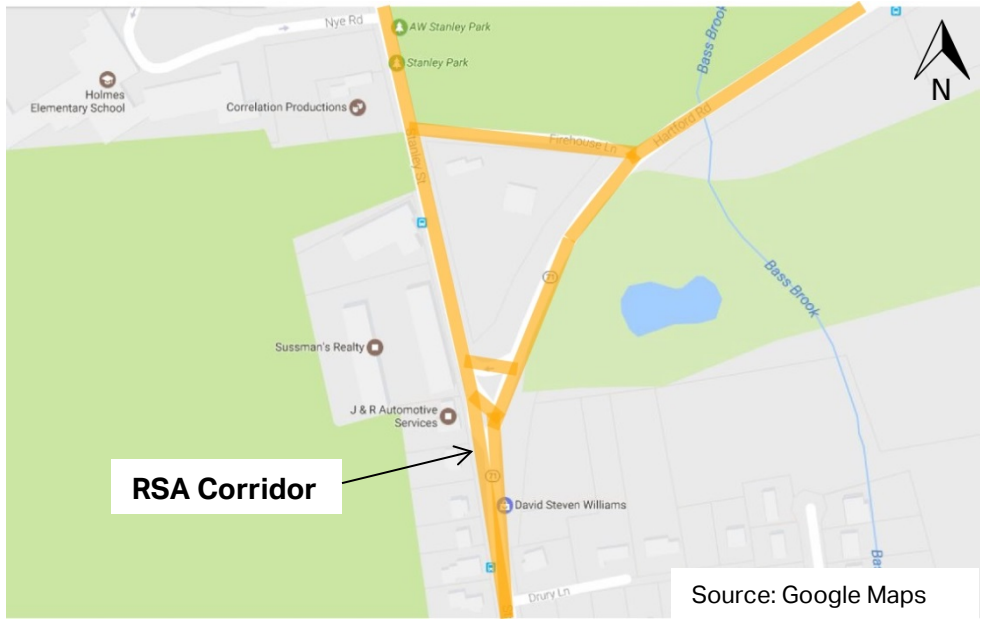 Nye Rd
AW Stanley Park
Stanley Park
Holmes
Elementary School
Correlation Productions
Bass Brook
N
Hartford Rd
Firehouse Ln
Stanley St
71
Bass Brook
Sussman's Realty
J & R Automotive
Services
RSA Corridor
71
David Steven Williams
Drury Ln
Source: Google Maps